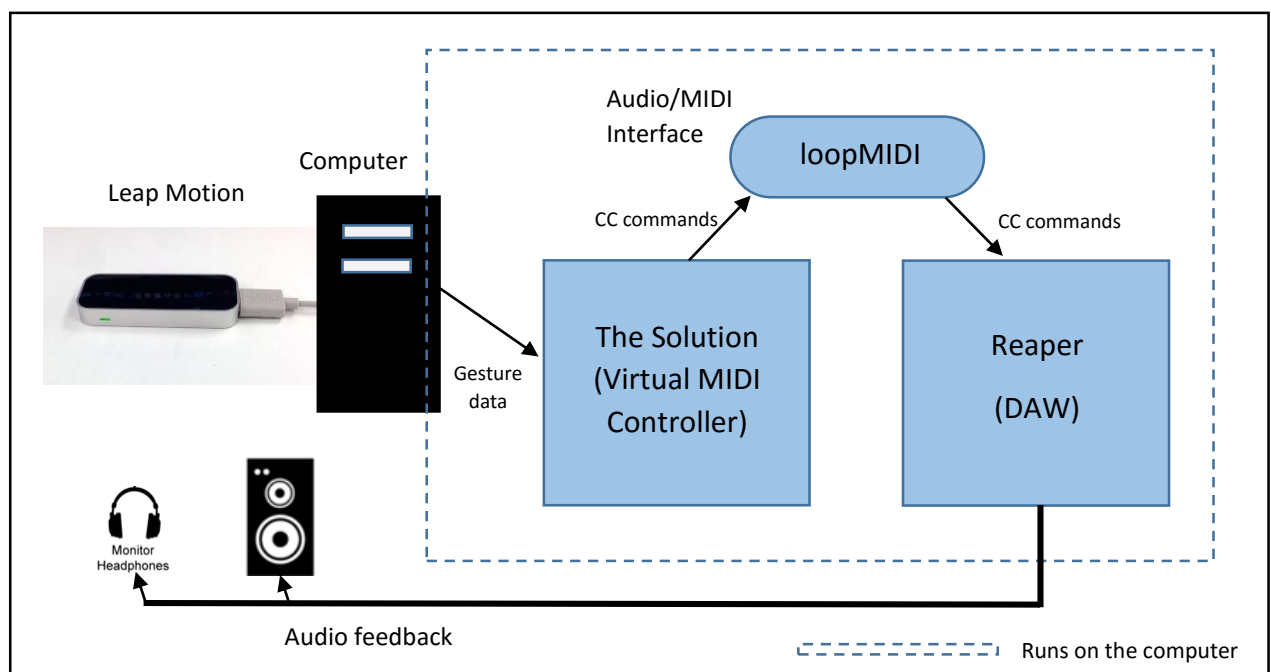 Audio/MIDI
Interface
loopMIDI
Computer
Leap Motion
CC commands
CC commands
The Solution
(Virtual MIDI
Controller)
Reaper
(DAW)
Gesture
data
Monitor
Headphones
Audio feedback
Runs on the computer